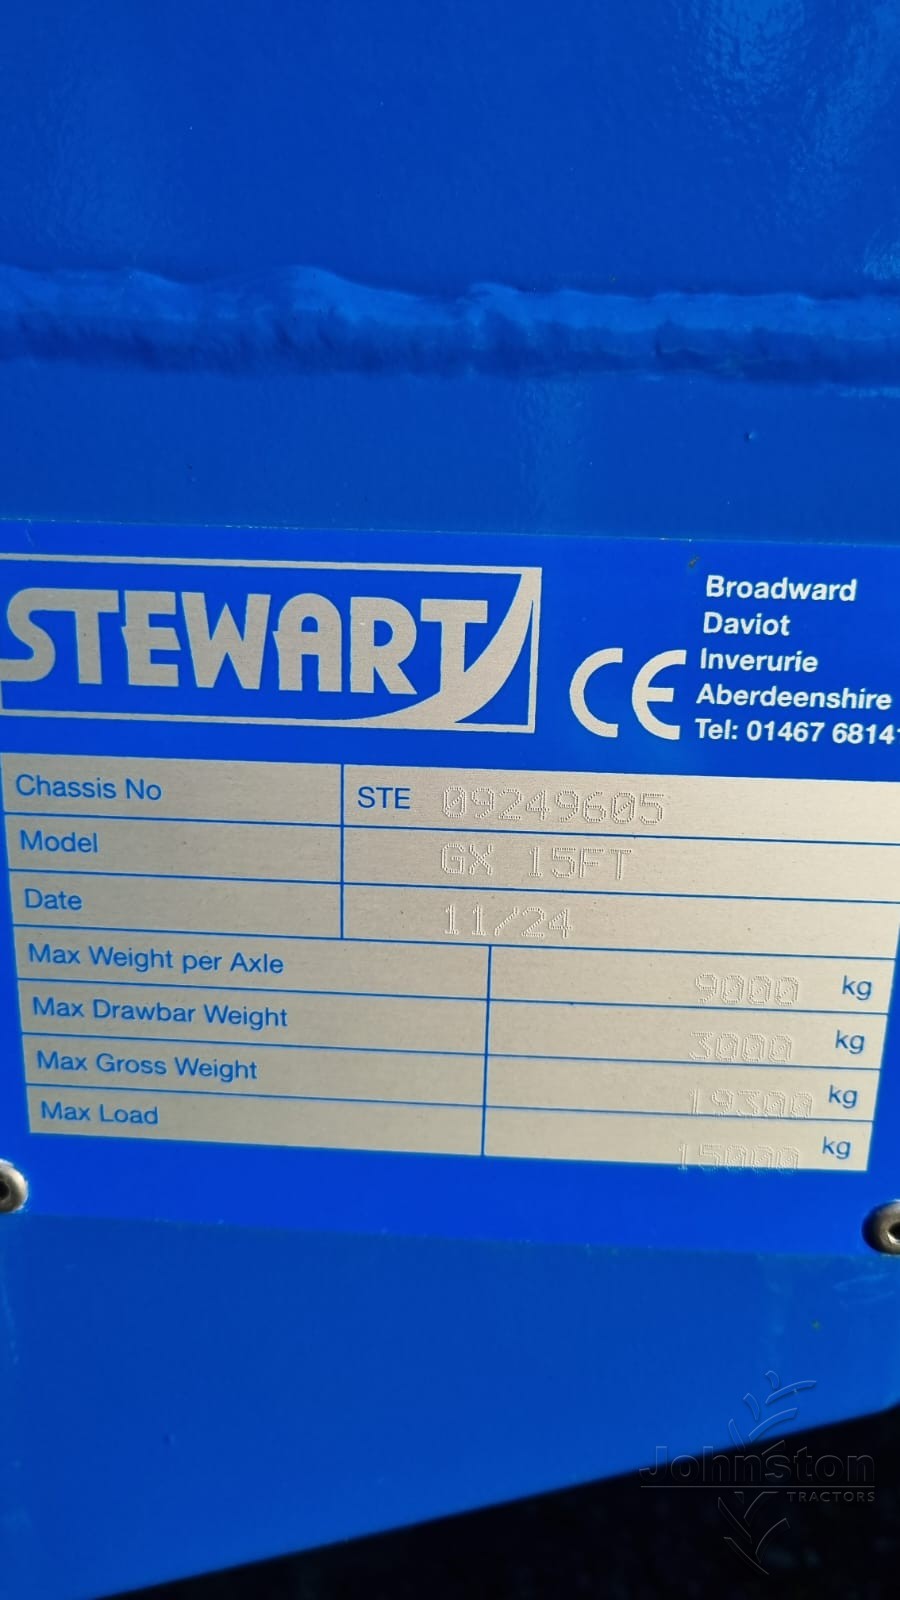 STEWART
CE
Broadward
Daviot
Inverurie
Aberdeenshire
Tel: 01467 6814
Chassis No STE 09249605
Model GX 15FT
Date 11/24
Max Weight per Axle 9000 kg
Max Drawbar Weight 3000 kg
Max Gross Weight 19300 kg
Max Load 15000 kg
Johnston
TRACTORS